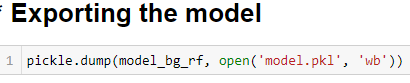 * Exporting the model
1 pickle.dump(model_bg_rf, open('model.pkl', 'wb'))